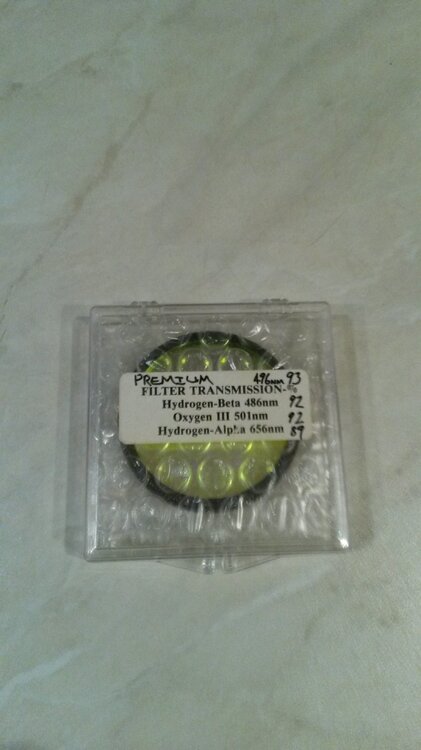 PREMIUM 496nm 93
FILTER TRANSMISSION-%
Hydrogen-Beta 486nm 92
Oxygen III 501nm 92
Hydrogen-Alpha 656nm 89